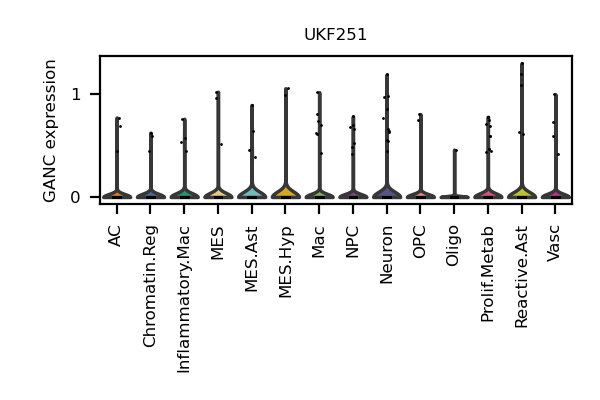 UKF251
GANC expression
1
0
AC
Chromatin.Reg
Inflammatory.Mac
MES
MES.Ast
MES.Hyp
Mac
NPC
Neuron
OPC
Oligo
Prolif.Metab
Reactive.Ast
Vasc